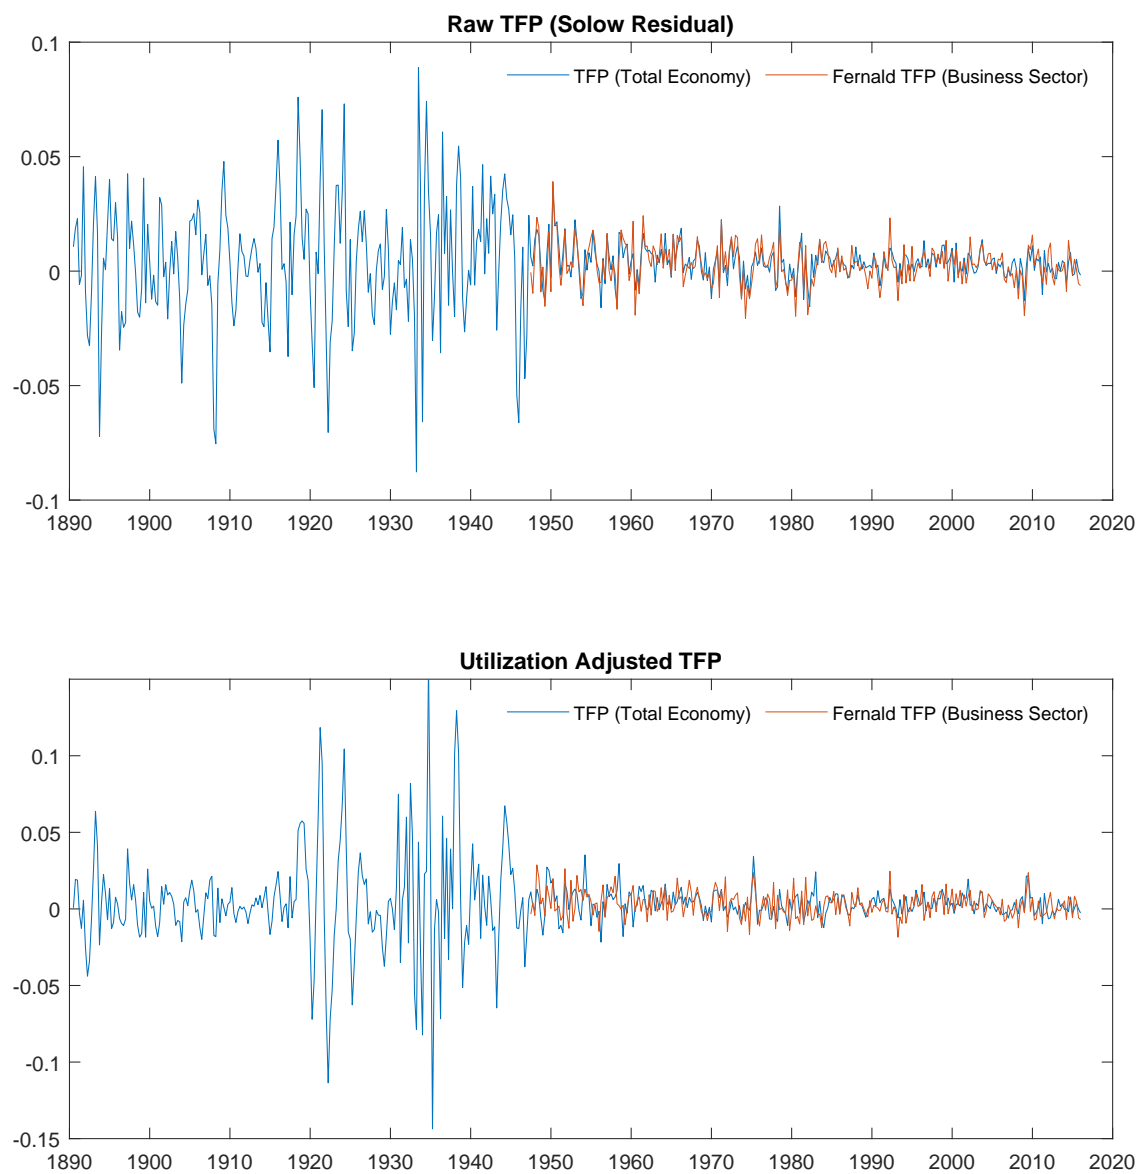 Raw TFP (Solow Residual)
0.1
TFP (Total Economy) Fernald TFP (Business Sector)
0.05
0
-0.05
-0.1
1890 1900 1910 1920 1930 1940 1950 1960 1970 1980 1990 2000 2010 2020
Utilization Adjusted TFP
TFP (Total Economy) Fernald TFP (Business Sector)
0.1
0.05
0
-0.05
-0.1
-0.15
1890 1900 1910 1920 1930 1940 1950 1960 1970 1980 1990 2000 2010 2020